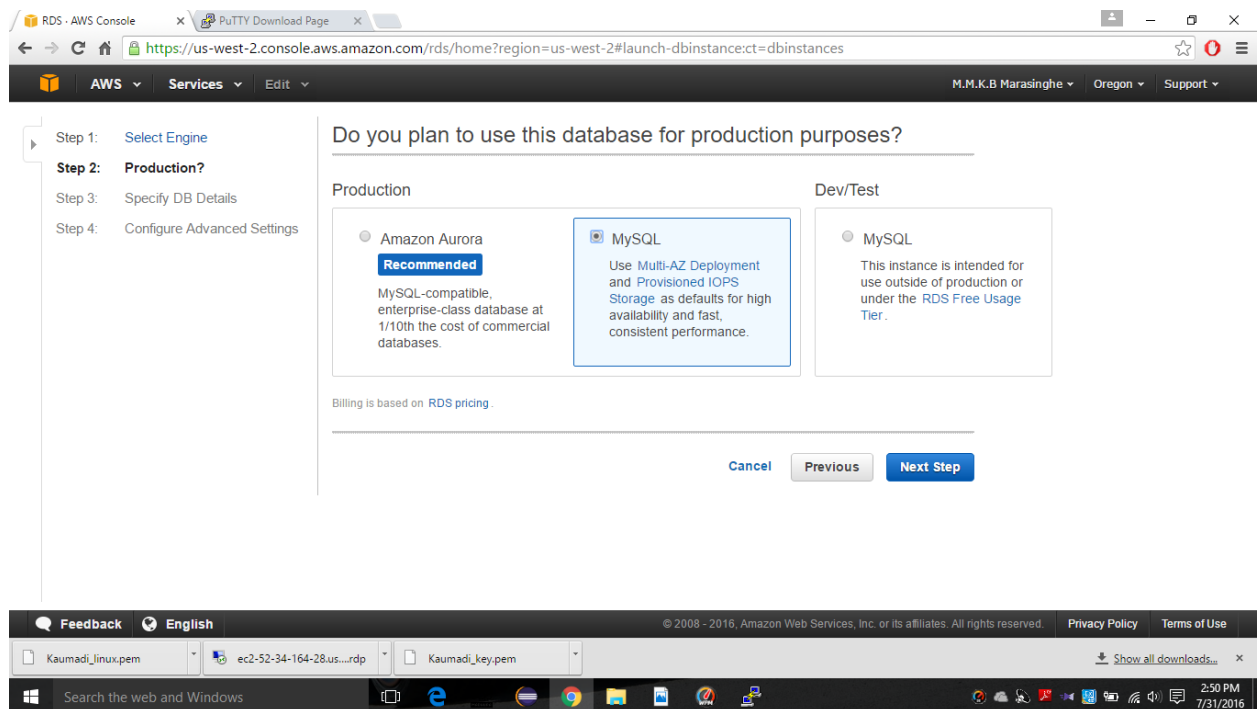 RDS · AWS Console
PuTTY Download Page
https://us-west-2.console.aws.amazon.com/rds/home?region=us-west-2#launch-dbinstance:ct=dbinstances
AWS Services Edit M.M.K.B Marasinghe Oregon Support
Step 1: Select Engine
Step 2: Production?
Step 3: Specify DB Details
Step 4: Configure Advanced Settings
Do you plan to use this database for production purposes?
Production
Amazon Aurora
Recommended
MySQL-compatible,
enterprise-class database at
1/10th the cost of commercial
databases.
MySQL
Use Multi-AZ Deployment
and Provisioned IOPS
Storage as defaults for high
availability and fast,
consistent performance.
Dev/Test
MySQL
This instance is intended for
use outside of production or
under the RDS Free Usage
Tier.
Billing is based on RDS pricing.
Cancel Previous Next Step
Feedback English © 2008 - 2016, Amazon Web Services, Inc. or its affiliates. All rights reserved. Privacy Policy Terms of Use
Kaumadi_linux.pem ec2-52-34-164-28.us....rdp Kaumadi_key.pem Show all downloads...
Search the web and Windows
2:50 PM
7/31/2016